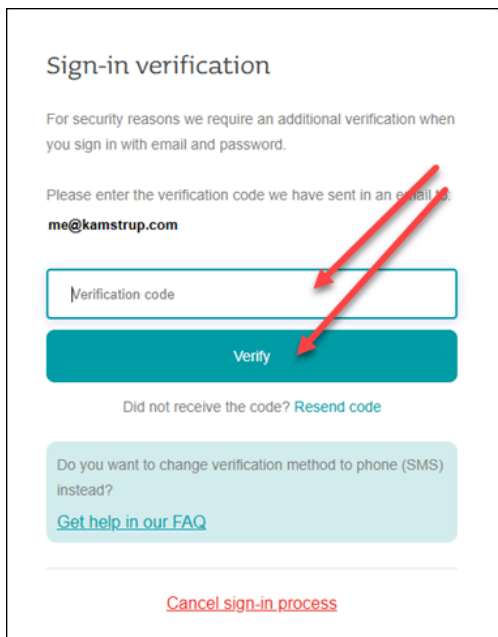 Sign-in verification
For security reasons we require an additional verification when
you sign in with email and password.
Please enter the verification code we have sent in an email to:
me@kamstrup.com
Verification code
Verify
Did not receive the code? Resend code
Do you want to change verification method to phone (SMS)
instead?
Get help in our FAQ
Cancel sign-in process